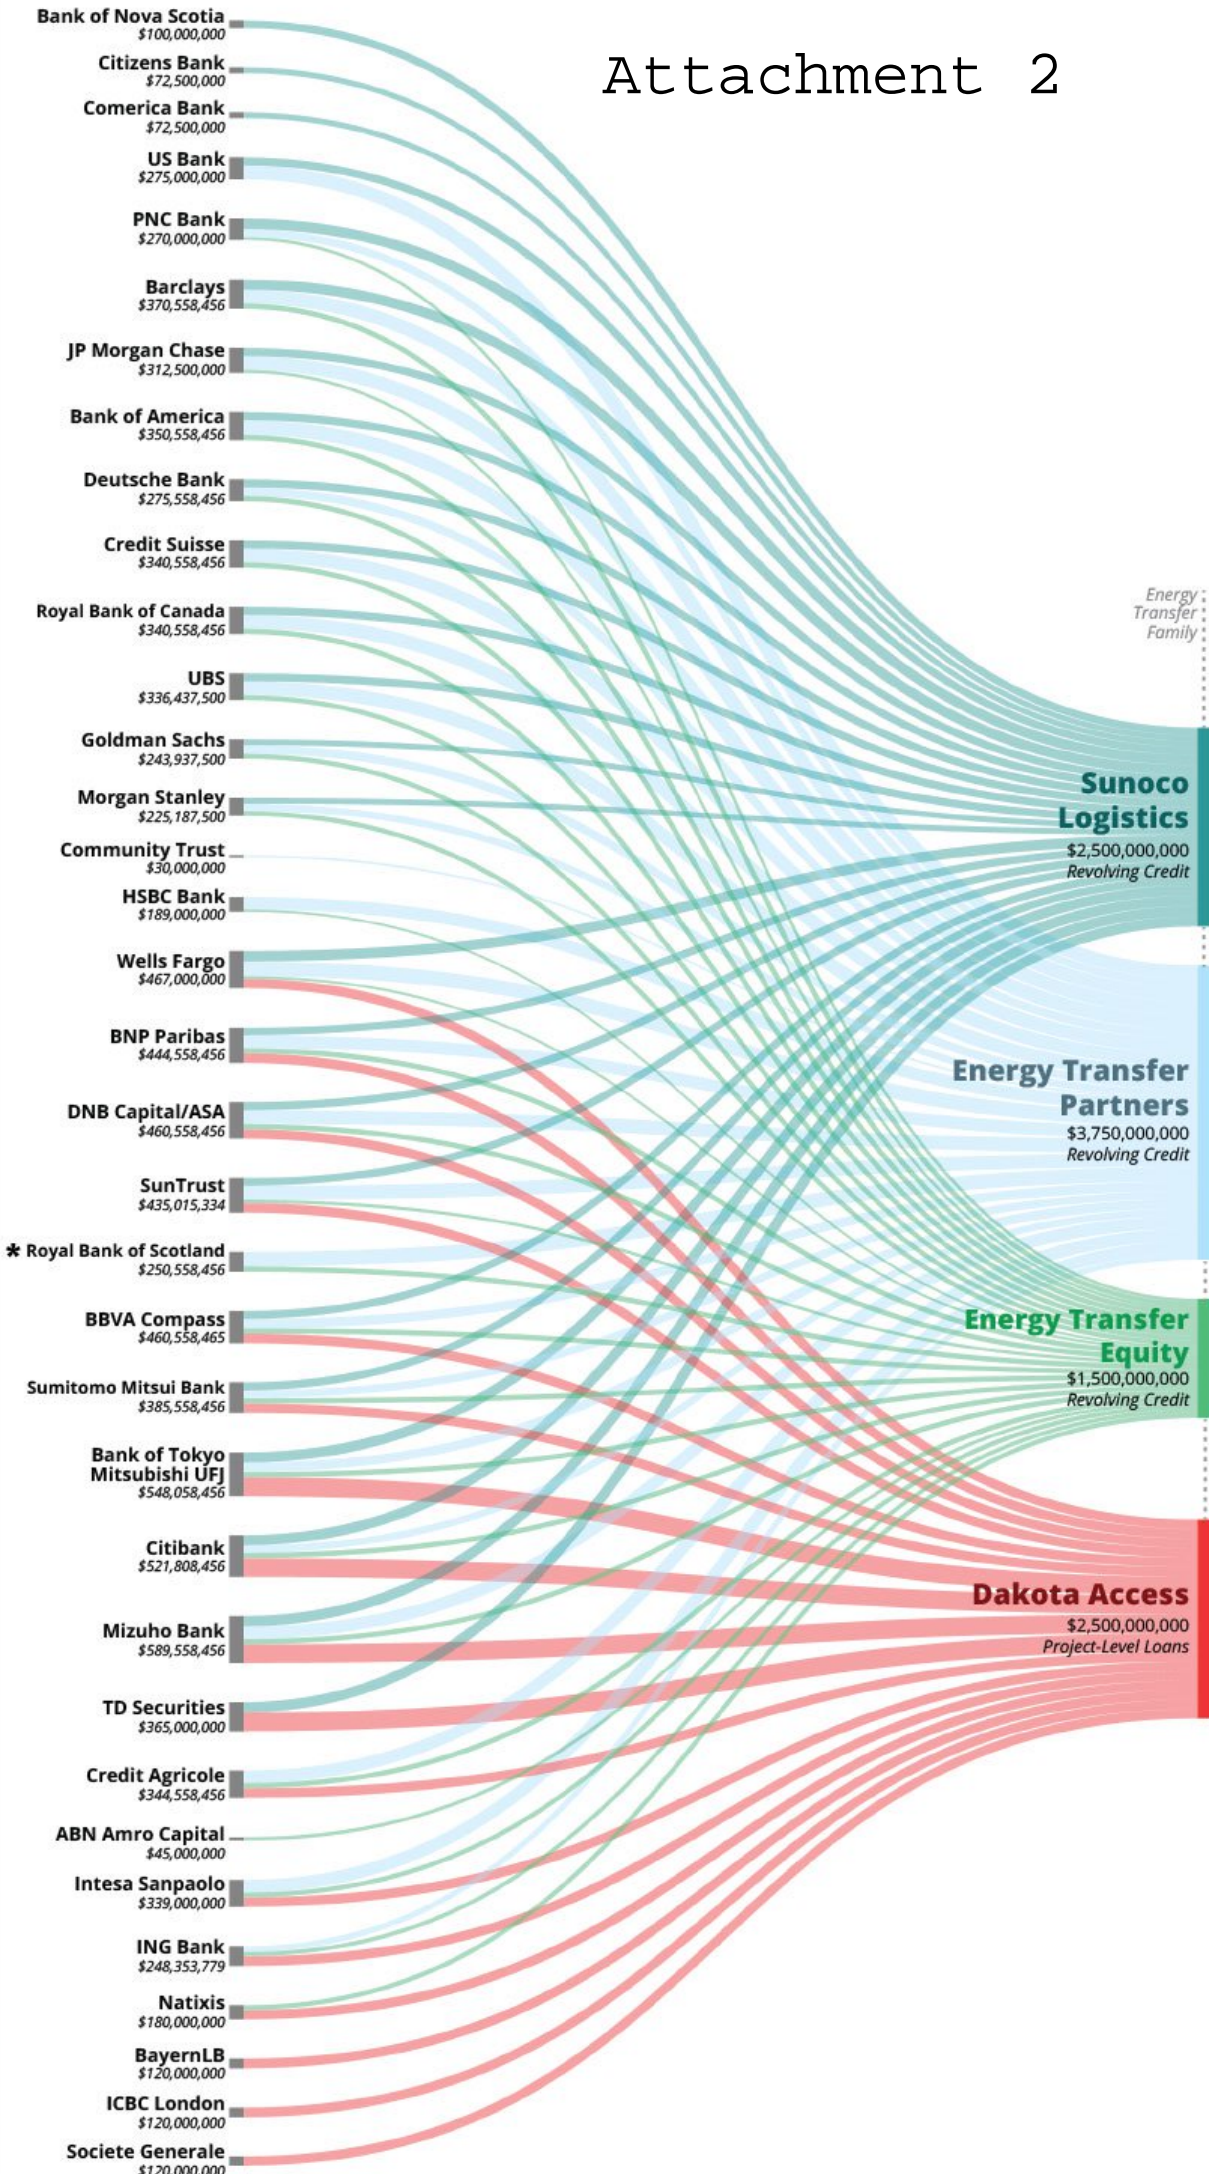 Attachment 2
Bank of Nova Scotia
$100,000,000
Citizens Bank
$72,500,000
Comerica Bank
$72,500,000
US Bank
$275,000,000
PNC Bank
$270,000,000
Barclays
$370,558,456
JP Morgan Chase
$312,500,000
Bank of America
$350,558,456
Deutsche Bank
$275,558,456
Credit Suisse
$340,558,456
Royal Bank of Canada
$340,558,456
UBS
$336,437,500
Goldman Sachs
$243,937,500
Morgan Stanley
$225,187,500
Community Trust
$30,000,000
HSBC Bank
$189,000,000
Wells Fargo
$467,000,000
BNP Paribas
$444,558,456
DNB Capital/ASA
$460,558,456
SunTrust
$435,015,334
* Royal Bank of Scotland
$250,558,456
BBVA Compass
$460,558,465
Sumitomo Mitsui Bank
$385,558,456
Bank of Tokyo
Mitsubishi UFJ
$548,058,456
Citibank
$521,808,456
Mizuho Bank
$589,558,456
TD Securities
$365,000,000
Credit Agricole
$344,558,456
ABN Amro Capital
$45,000,000
Intesa Sanpaolo
$339,000,000
ING Bank
$248,353,779
Natixis
$180,000,000
BayernLB
$120,000,000
ICBC London
$120,000,000
Societe Generale
$120,000,000
Energy
Transfer
Family
Sunoco
Logistics
$2,500,000,000
Revolving Credit
Energy Transfer
Partners
$3,750,000,000
Revolving Credit
Energy Transfer
Equity
$1,500,000,000
Revolving Credit
Dakota Access
$2,500,000,000
Project-Level Loans